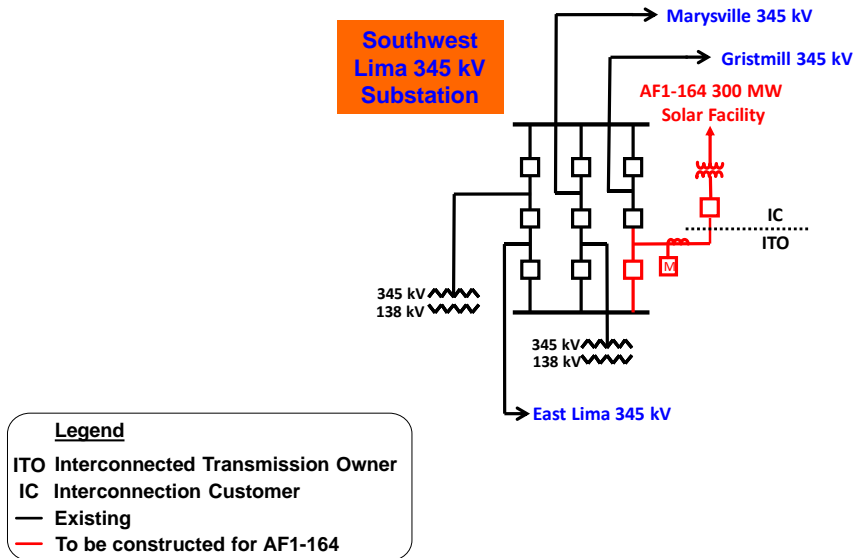 Marysville 345 kV
Southwest
Lima 345 kV
Substation
Gristmill 345 kV
AF1-164 300 MW
Solar Facility
IC
ITO
M
345 kV
138 kV
345 kV
138 kV
East Lima 345 kV
Legend
ITO Interconnected Transmission Owner
IC Interconnection Customer
Existing
To be constructed for AF1-164